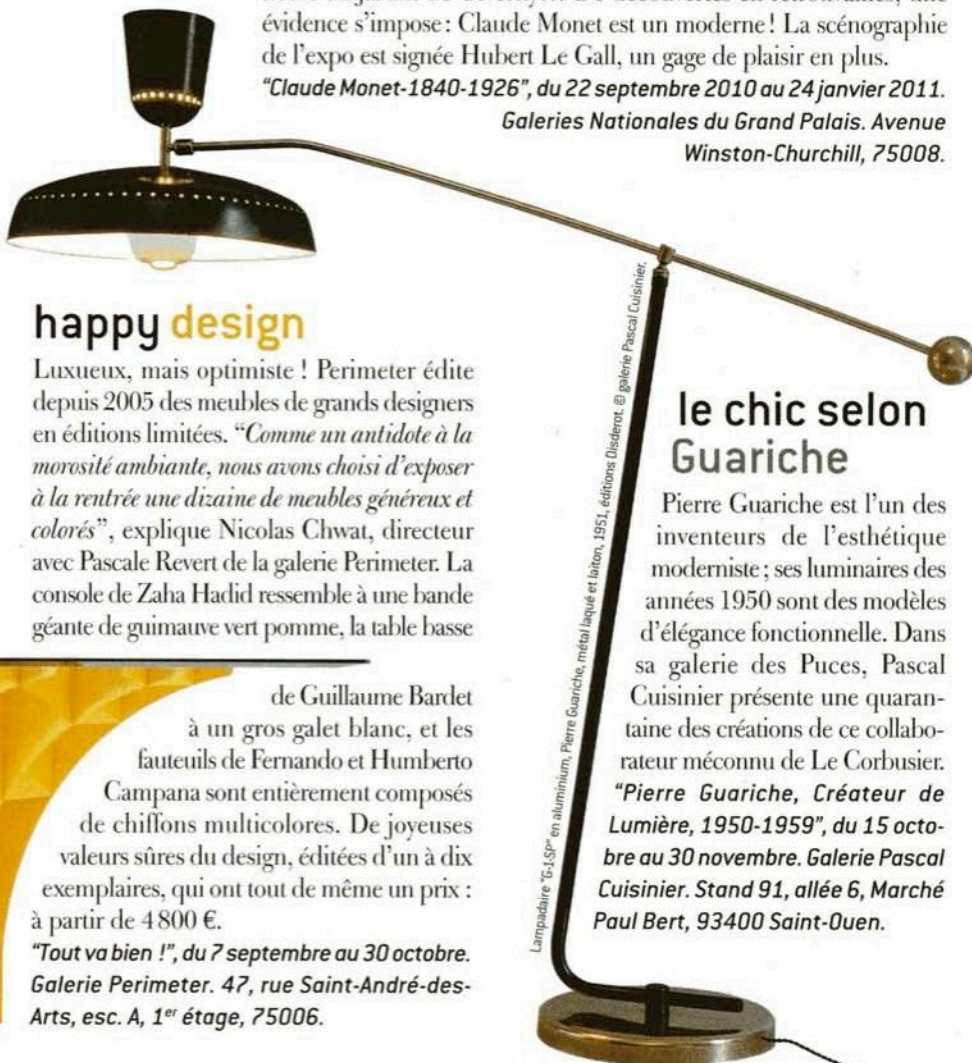 évidence s’impose : Claude Monet est un moderne ! La scénographie
de l’expo est signée Hubert Le Gall, un gage de plaisir en plus.
"Claude Monet-1840-1926", du 22 septembre 2010 au 24 janvier 2011.
Galeries Nationales du Grand Palais. Avenue
Winston-Churchill, 75008.
happy design
Luxueux, mais optimiste ! Perimeter édite
depuis 2005 des meubles de grands designers
en éditions limitées. “Comme un antidote à la
morosité ambiante, nous avons choisi d’exposer
à la rentrée une dizaine de meubles généreux et
colorés”, explique Nicolas Chwat, directeur
avec Pascale Revert de la galerie Perimeter. La
console de Zaha Hadid ressemble à une bande
géante de guimauve vert pomme, la table basse
de Guillaume Bardet
à un gros galet blanc, et les
fauteuils de Fernando et Humberto
Campana sont entièrement composés
de chiffons multicolores. De joyeuses
valeurs sûres du design, éditées d’un à dix
exemplaires, qui ont tout de même un prix :
à partir de 4 800 €.
"Tout va bien !", du 7 septembre au 30 octobre.
Galerie Perimeter. 47, rue Saint-André-des-
Arts, esc. A, 1er étage, 75006.
Lampadaire "G-1-SP" en aluminium, Pierre Guariche, métal laqué et laiton, 1951, éditions Disderot. © galerie Pascal Cuisinier.
le chic selon
Guariche
Pierre Guariche est l’un des
inventeurs de l’esthétique
moderniste ; ses luminaires des
années 1950 sont des modèles
d’élégance fonctionnelle. Dans
sa galerie des Puces, Pascal
Cuisinier présente une quaran-
taine des créations de ce collabo-
rateur méconnu de Le Corbusier.
"Pierre Guariche, Créateur de
Lumière, 1950-1959", du 15 octo-
bre au 30 novembre. Galerie Pascal
Cuisinier. Stand 91, allée 6, Marché
Paul Bert, 93400 Saint-Ouen.